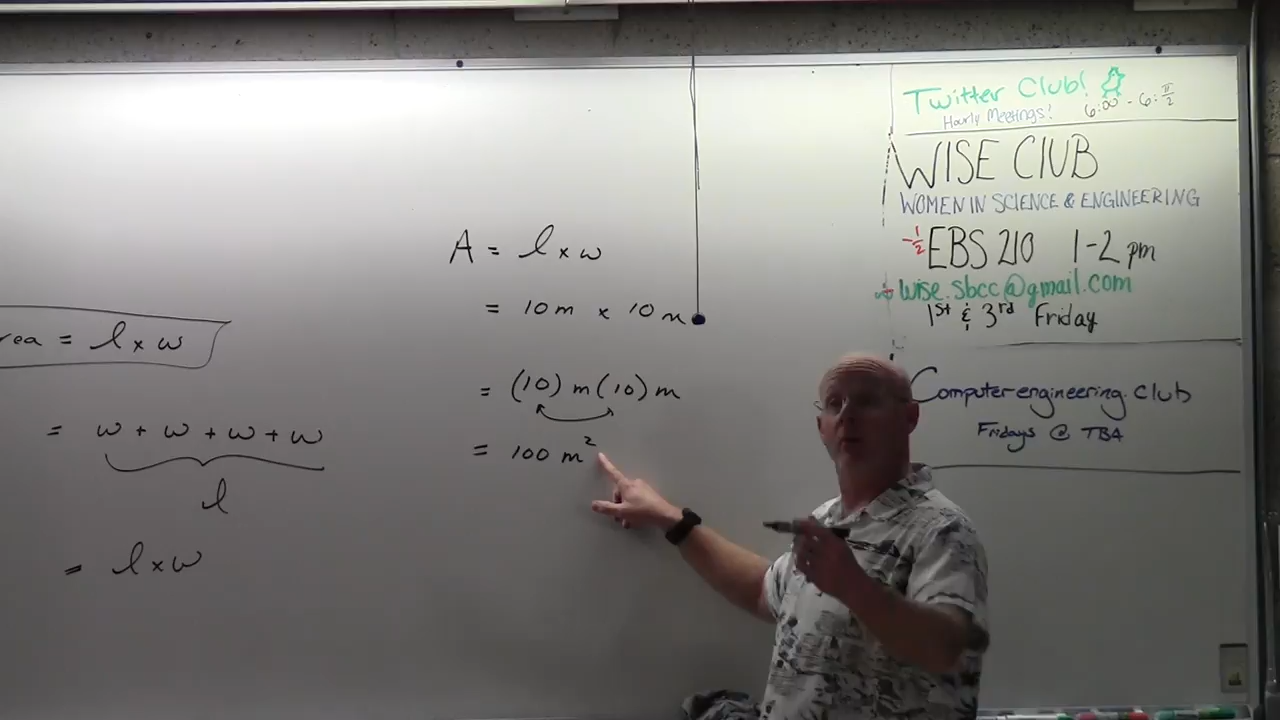 Area = l x w
= w + w + w + w
l
= l x w
A = l x w
= 10 m x 10 m
= (10) m (10) m
= 100 m²
Twitter Club!
Hourly Meetings! 6:00 - 6:π/2
WISE ClUB
WOMEN IN SCIENCE & ENGINEERING
-1/2 EBS 210 1-2 pm
wise.sbcc@gmail.com
1st & 3rd Friday
Computer engineering Club
Fridays @ TBA